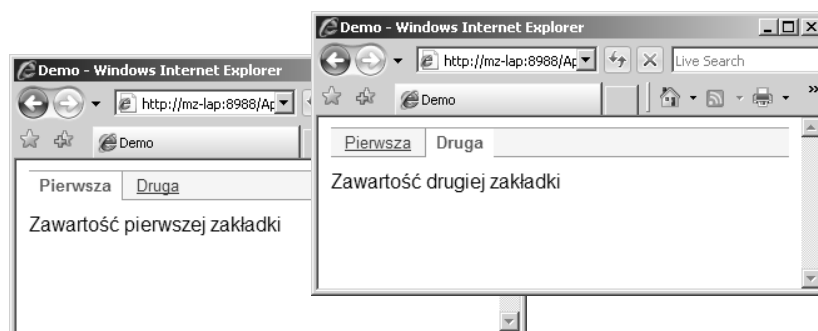 Demo - Windows Internet Explorer
http://mz-lap:8988/Ap
Demo
Pierwsza Druga
Zawartość pierwszej zakładki
Demo - Windows Internet Explorer
http://mz-lap:8988/Ap
Live Search
Demo
Pierwsza Druga
Zawartość drugiej zakładki